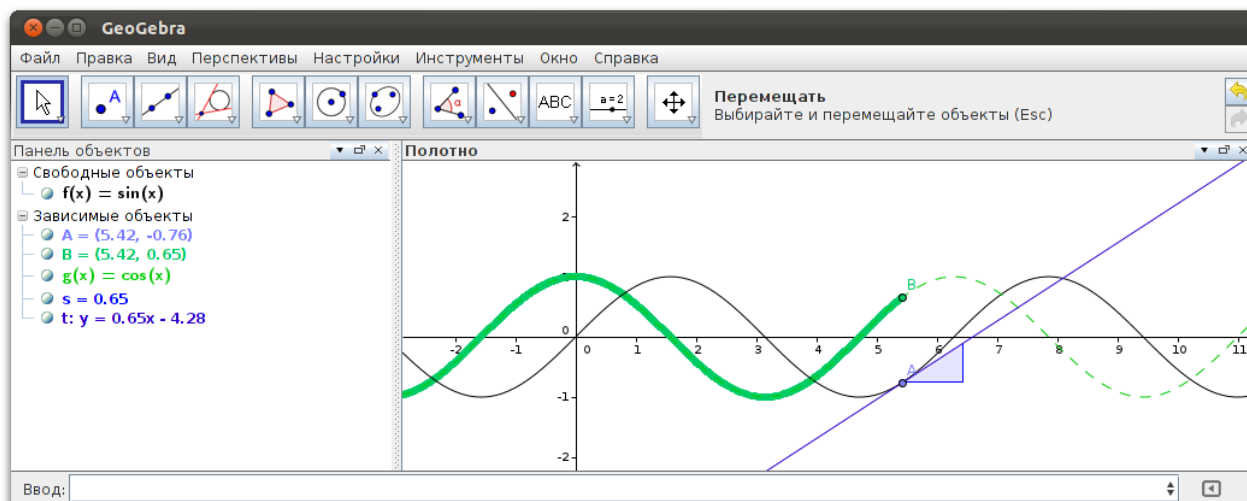 GeoGebra
Файл Правка Вид Перспективы Настройки Инструменты Окно Справка
A α ABC a=2 Перемещать
Выбирайте и перемещайте объекты (Esc)
Панель объектов Полотно
Свободные объекты
f(x) = sin(x)
Зависимые объекты
A = (5.42, -0.76)
B = (5.42, 0.65)
g(x) = cos(x)
s = 0.65
t: y = 0.65x - 4.28
2
B
0
-2 -1 0 1 2 3 4 5 6 7 8 9 10 11
A
-1
-2
Ввод: